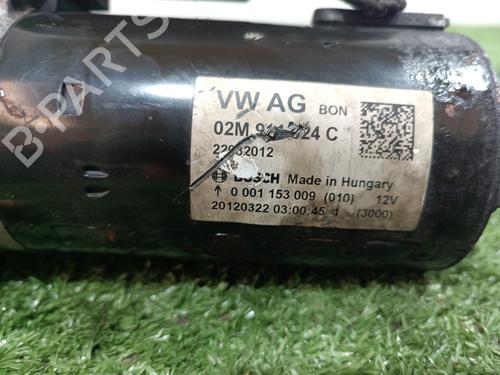 VW AG BON
02M 024 C
22032012
BOSCH Made in Hungary
↑ 0 001 153 009 (010) 12V
20120322 03:00:45 1 (3000)
B-PARTS